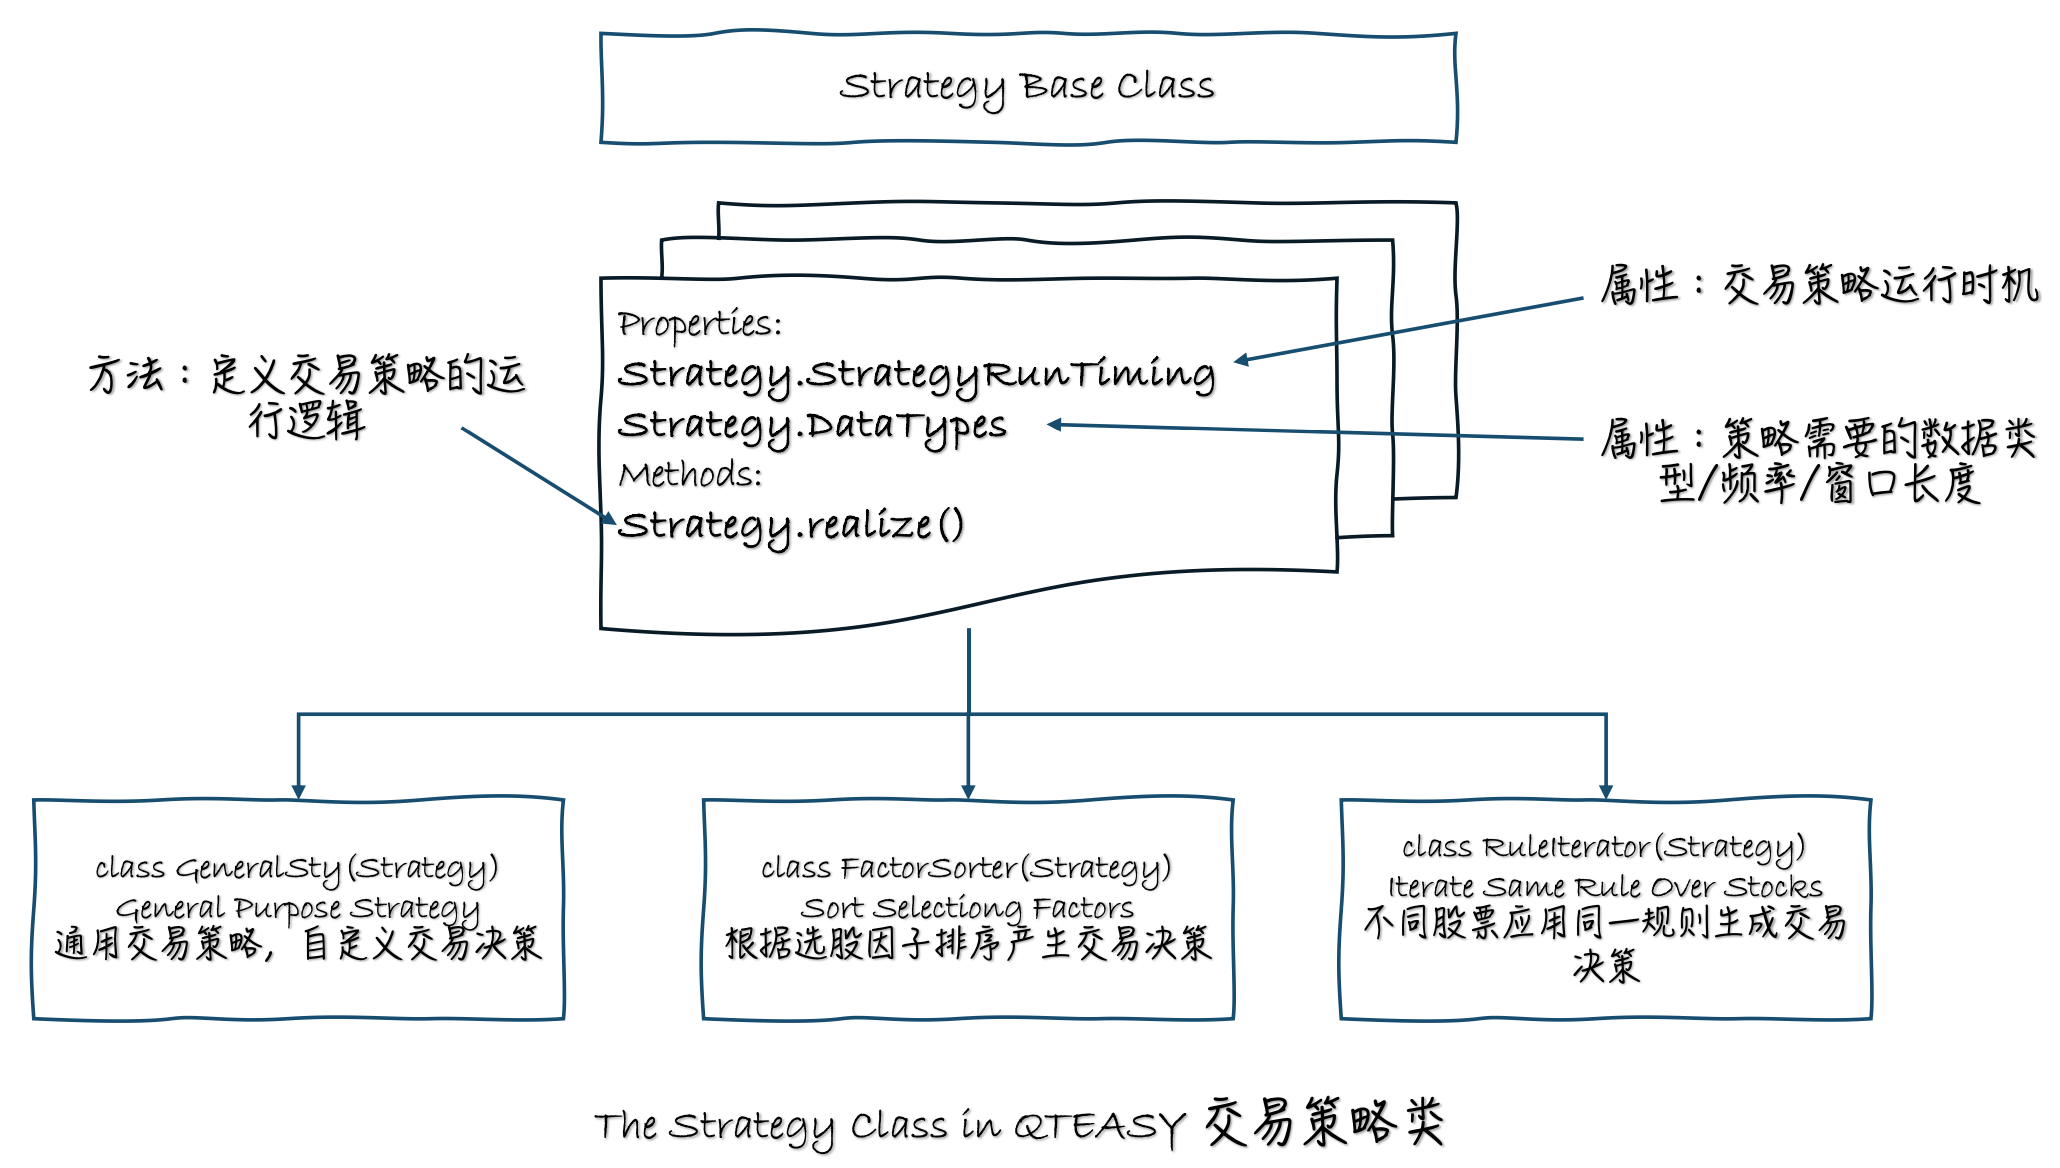 Strategy Base Class
Properties:
Strategy.StrategyRunTiming
Strategy.DataTypes
Methods:
Strategy.realize()
方法：定义交易策略的运
行逻辑
属性：交易策略运行时机
属性：策略需要的数据类
型/频率/窗口长度
class GeneralSty(Strategy)
General Purpose Strategy
通用交易策略，自定义交易决策
class FactorSorter(Strategy)
Sort Selectiong Factors
根据选股因子排序产生交易决策
class RuleIterator(Strategy)
Iterate Same Rule Over Stocks
不同股票应用同一规则生成交易
决策
The Strategy Class in QTEASY 交易策略类